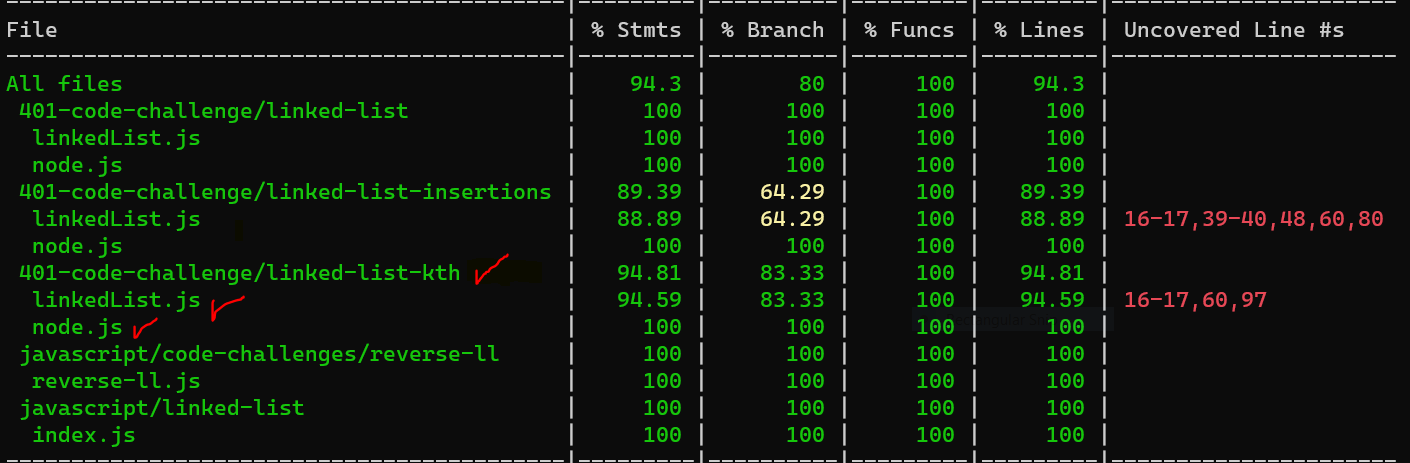 File | % Stmts | % Branch | % Funcs | % Lines | Uncovered Line #s
All files | 94.3 | 80 | 100 | 94.3 |
401-code-challenge/linked-list | 100 | 100 | 100 | 100 |
linkedList.js | 100 | 100 | 100 | 100 |
node.js | 100 | 100 | 100 | 100 |
401-code-challenge/linked-list-insertions | 89.39 | 64.29 | 100 | 89.39 |
linkedList.js | 88.89 | 64.29 | 100 | 88.89 | 16-17,39-40,48,60,80
node.js | 100 | 100 | 100 | 100 |
401-code-challenge/linked-list-kth | 94.81 | 83.33 | 100 | 94.81 |
linkedList.js | 94.59 | 83.33 | 100 | 94.59 | 16-17,60,97
node.js | 100 | 100 | 100 | 100 |
javascript/code-challenges/reverse-ll | 100 | 100 | 100 | 100 |
reverse-ll.js | 100 | 100 | 100 | 100 |
javascript/linked-list | 100 | 100 | 100 | 100 |
index.js | 100 | 100 | 100 | 100 |